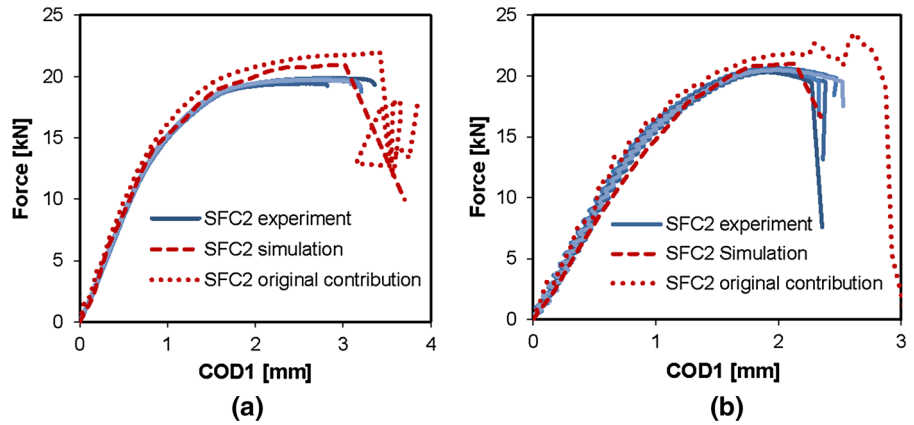 25
20
15
10
5
0
Force [kN]
SFC2 experiment
SFC2 simulation
SFC2 original contribution
0 1 2 3 4
COD1 [mm]
(a)
25
20
15
10
5
0
Force [kN]
SFC2 experiment
SFC2 Simulation
SFC2 original contribution
0 1 2 3
COD1 [mm]
(b)